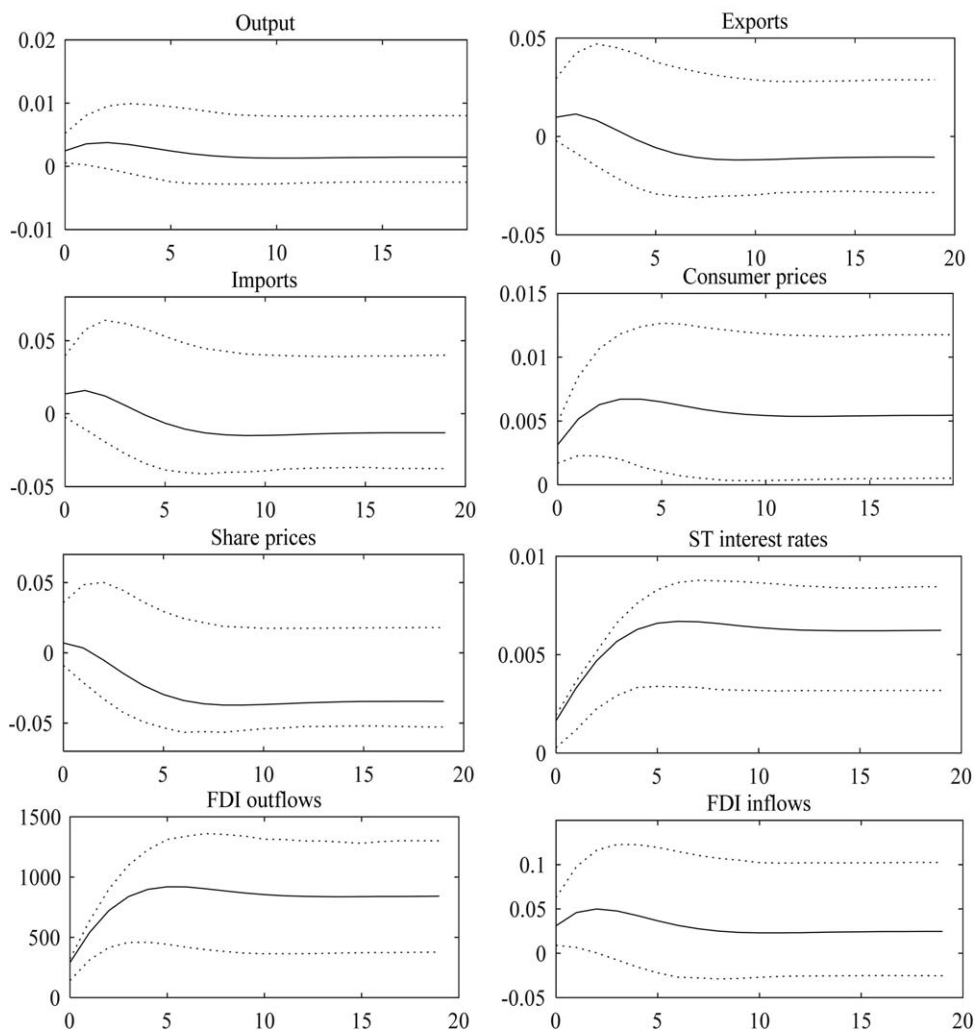 Output
0.02
0.01
0
-0.01
0 5 10 15
Exports
0.05
0
-0.05
0 5 10 15 20
Imports
0.05
0
-0.05
0 5 10 15 20
Consumer prices
0.015
0.01
0.005
0
0 5 10 15
Share prices
0.05
0
-0.05
0 5 10 15 20
ST interest rates
0.01
0.005
0
0 5 10 15 20
FDI outflows
1500
1000
500
0
0 5 10 15 20
FDI inflows
0.1
0.05
0
-0.05
0 5 10 15 20